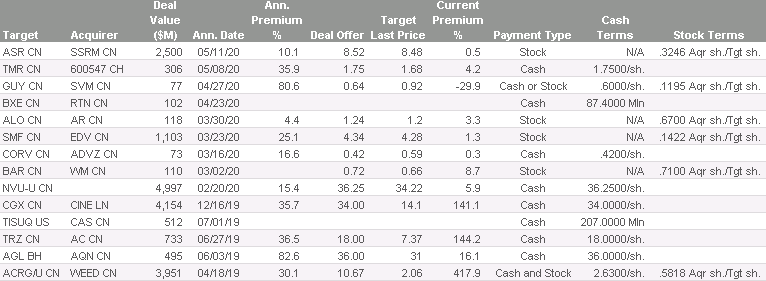 Deal Ann. Target Current
Value Premium Target Premium Cash
Target Acquirer ($M) Ann. Date % Deal Offer Last Price % Payment Type Terms Stock Terms
ASR CN SSRM CN 2,500 05/11/20 10.1 8.52 8.48 0.5 Stock N/A .3246 Aqr sh./Tgt sh.
TMR CN 600547 CH 306 05/08/20 35.9 1.75 1.68 4.2 Cash 1.7500/sh.
GUY CN SVM CN 77 04/27/20 80.6 0.64 0.92 -29.9 Cash or Stock .6000/sh. .1195 Aqr sh./Tgt sh.
BXE CN RTN CN 102 04/23/20 Cash 87.4000 Mln
ALO CN AR CN 118 03/30/20 4.4 1.24 1.2 3.3 Stock N/A .6700 Aqr sh./Tgt sh.
SMF CN EDV CN 1,103 03/23/20 25.1 4.34 4.28 1.3 Stock N/A .1422 Aqr sh./Tgt sh.
CORV CN ADVZ CN 73 03/16/20 16.6 0.42 0.59 0.3 Cash .4200/sh.
BAR CN WM CN 110 03/02/20 0.72 0.66 8.7 Stock N/A .7100 Aqr sh./Tgt sh.
NVU-U CN 4,997 02/20/20 15.4 36.25 34.22 5.9 Cash 36.2500/sh.
CGX CN CINE LN 4,154 12/16/19 35.7 34.00 14.1 141.1 Cash 34.0000/sh.
TISUQ US CAS CN 512 07/01/19 Cash 207.0000 Mln
TRZ CN AC CN 733 06/27/19 36.5 18.00 7.37 144.2 Cash 18.0000/sh.
AGL BH AQN CN 495 06/03/19 82.6 36.00 31 16.1 Cash 36.0000/sh.
ACRG/U CN WEED CN 3,951 04/18/19 30.1 10.67 2.06 417.9 Cash and Stock 2.6300/sh. .5818 Aqr sh./Tgt sh.